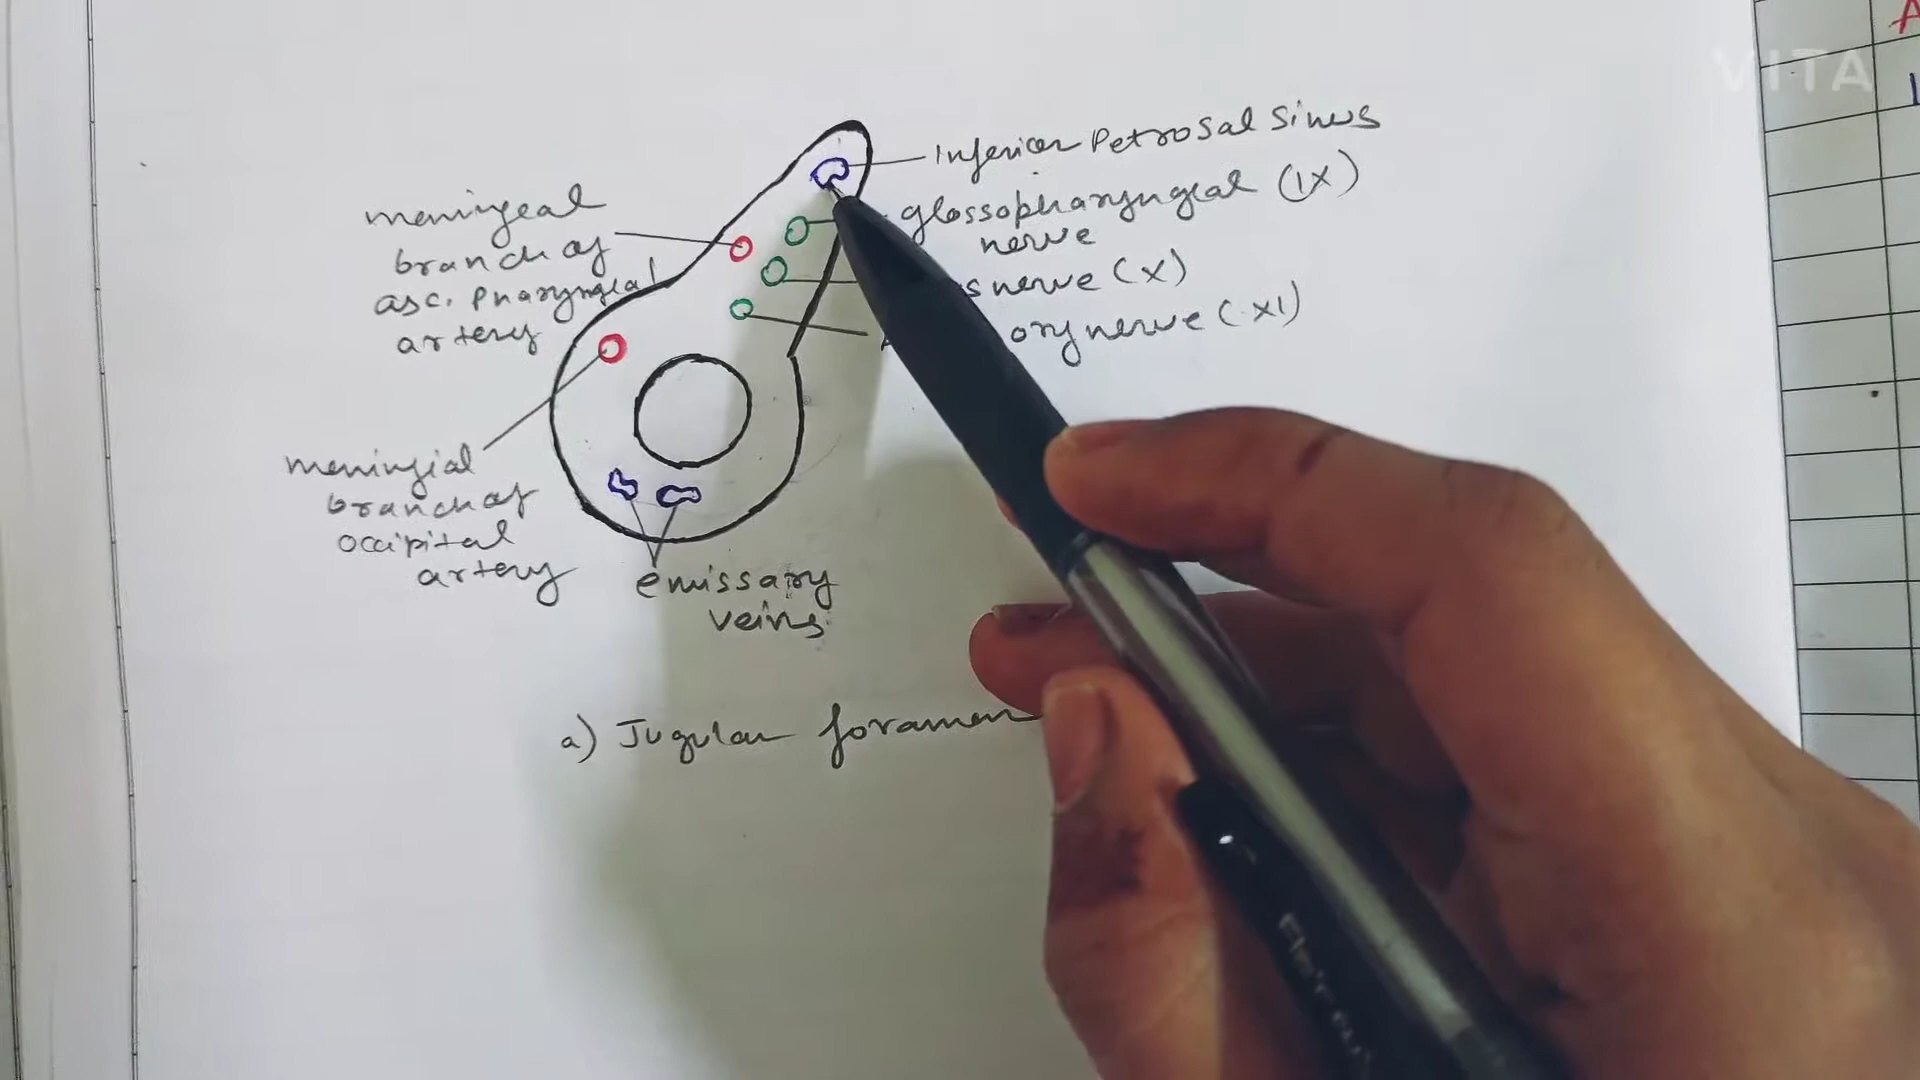 VITA
Inferior Petrosal Sinus
glossopharyngeal (IX)
nerve
s nerve (X)
ory nerve (XI)
meningeal
branch of
asc. pharyngeal
artery
meningial
branch of
occipital
artery
emissary
veins
a) Jugular foramen